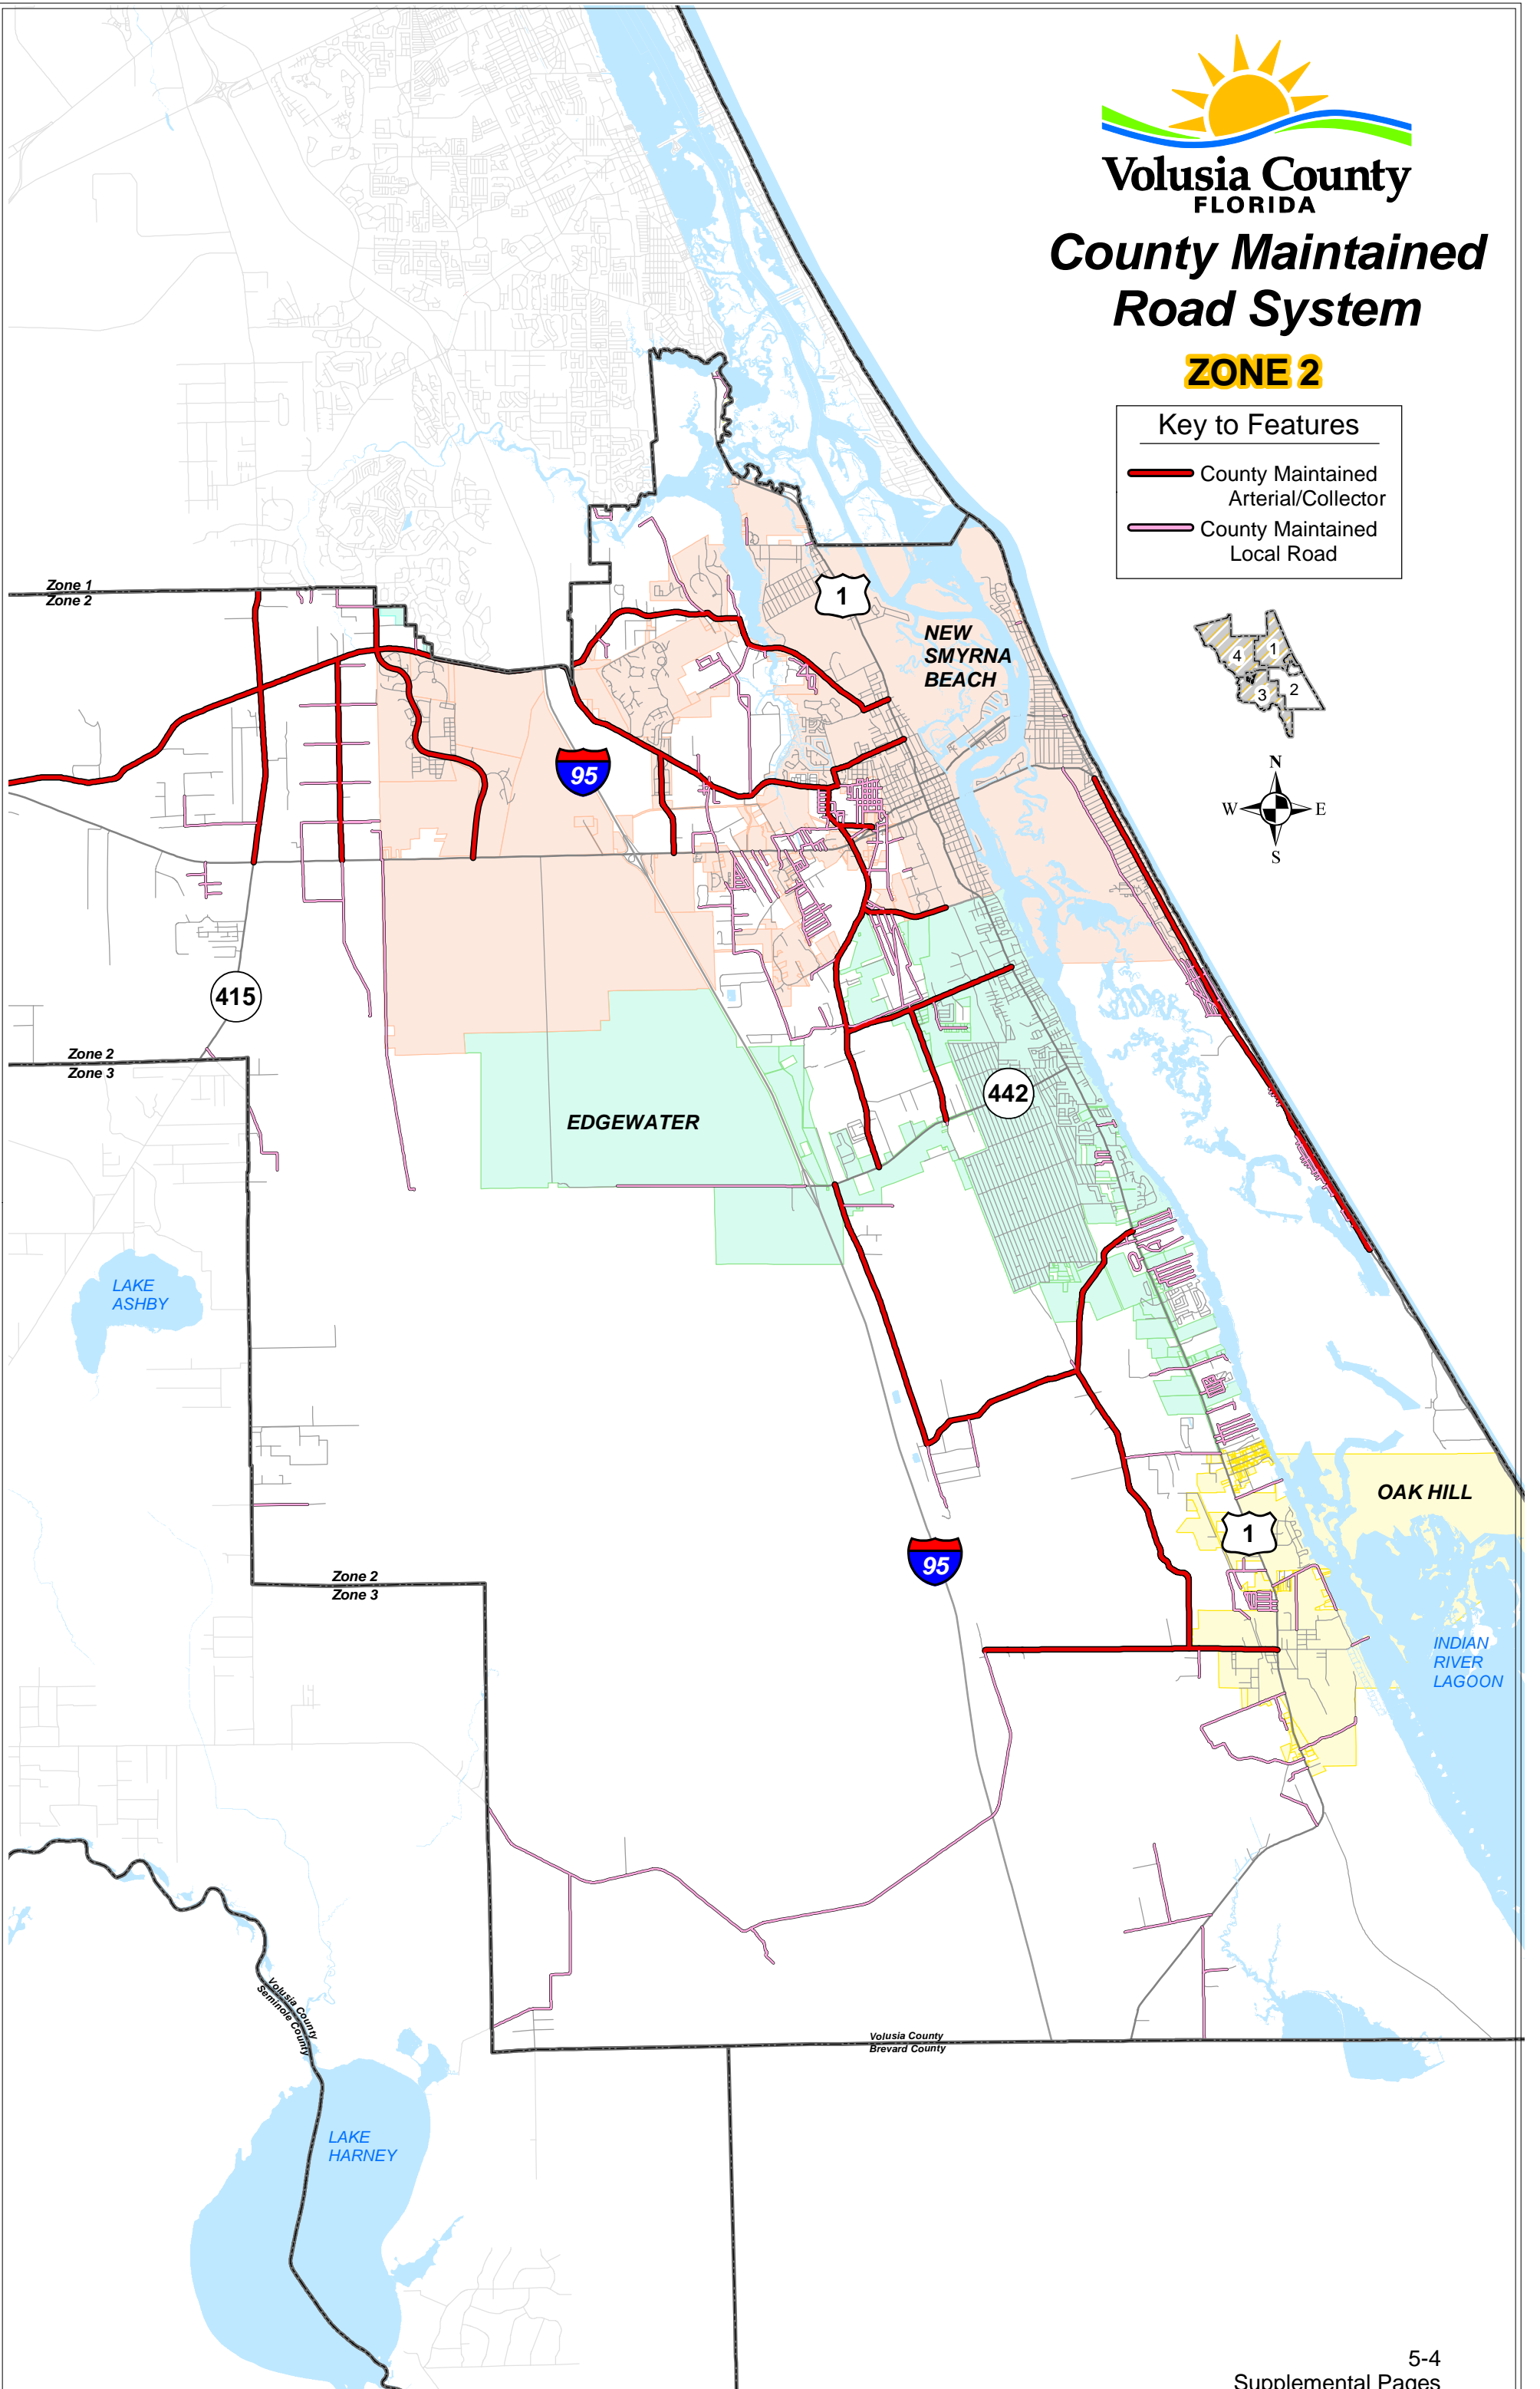 Volusia County
FLORIDA
County Maintained
Road System
ZONE 2
Key to Features
County Maintained
Arterial/Collector
County Maintained
Local Road
1
NEW
SMYRNA
BEACH
Zone 1
Zone 2
4
1
3
2
N
W
E
S
95
415
Zone 2
Zone 3
442
EDGEWATER
LAKE
ASHBY
OAK HILL
1
95
Zone 2
Zone 3
INDIAN
RIVER
LAGOON
Volusia County
Seminole County
Volusia County
Brevard County
LAKE
HARNEY
5-4
Supplemental Pages